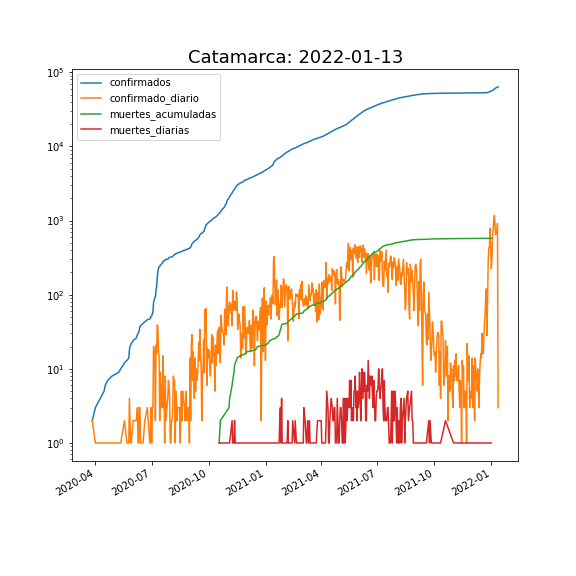 Catamarca: 2022-01-13
confirmados
confirmado_diario
muertes_acumuladas
muertes_diarias
10^5
10^4
10^3
10^2
10^1
10^0
2020-04
2020-07
2020-10
2021-01
2021-04
2021-07
2021-10
2022-01